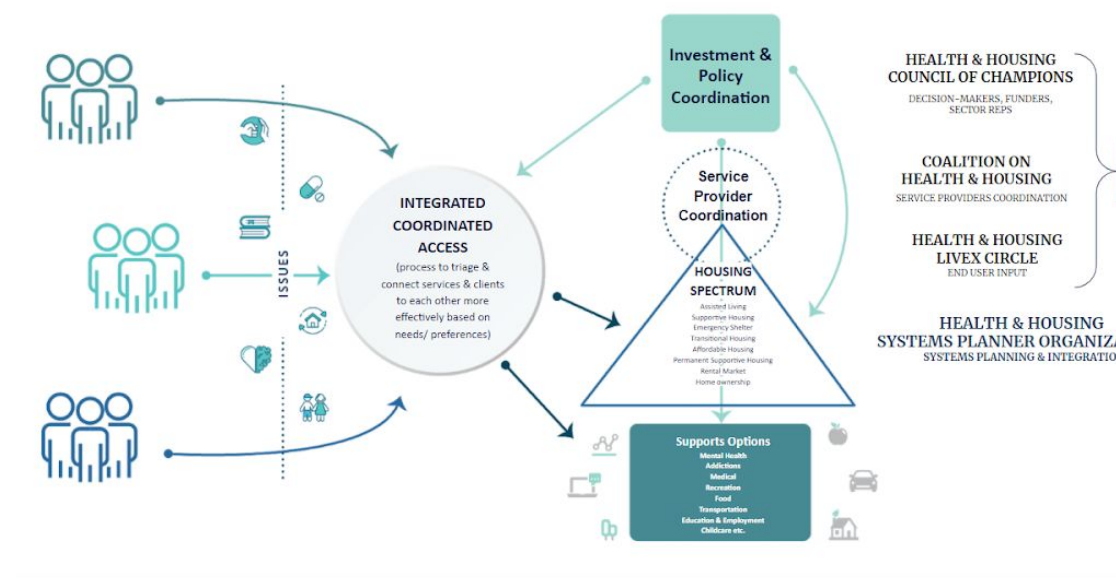 ISSUES
INTEGRATED
COORDINATED
ACCESS
(process to triage &
connect services & clients
to each other more
effectively based on
needs/ preferences)
Investment &
Policy
Coordination
Service
Provider
Coordination
HOUSING
SPECTRUM
Assisted Living
Supportive Housing
Emergency Shelter
Transitional Housing
Affordable Housing
Permanent Supportive Housing
Rental Market
Home ownership
Supports Options
Mental Health
Addictions
Medical
Recreation
Food
Transportation
Education & Employment
Childcare etc.
HEALTH & HOUSING
COUNCIL OF CHAMPIONS
DECISION-MAKERS, FUNDERS,
SECTOR REPS
COALITION ON
HEALTH & HOUSING
SERVICE PROVIDERS COORDINATION
HEALTH & HOUSING
LIVEX CIRCLE
END USER INPUT
HEALTH & HOUSING
SYSTEMS PLANNER ORGANIZA
SYSTEMS PLANNING & INTEGRATIO